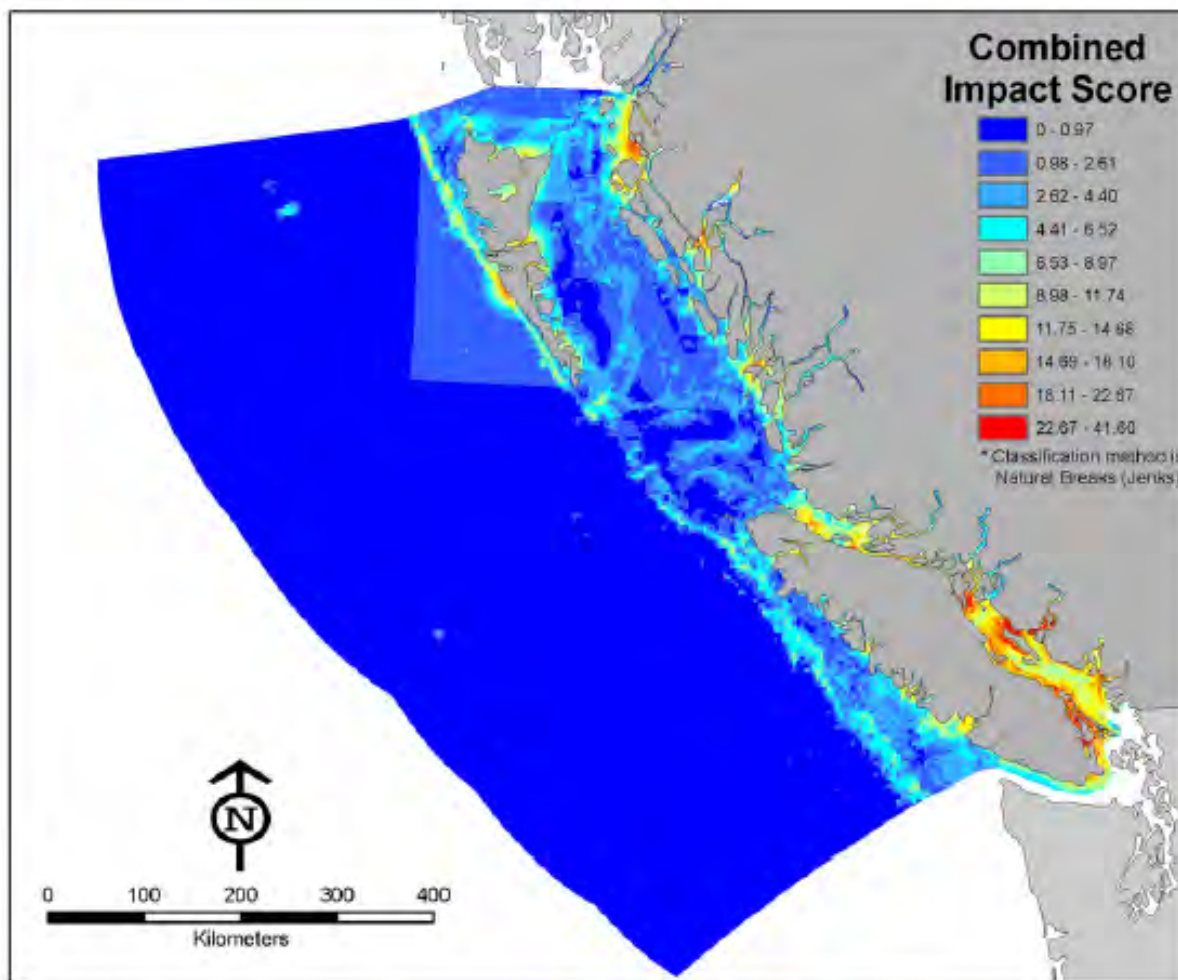 Combined
Impact Score
0 - 0.97
0.98 - 2.61
2.62 - 4.40
4.41 - 6.52
6.53 - 8.97
8.98 - 11.74
11.75 - 14.68
14.69 - 18.10
18.11 - 22.67
22.67 - 41.60
* Classification method is
Natural Breaks (Jenks)
N
0 100 200 300 400
Kilometers